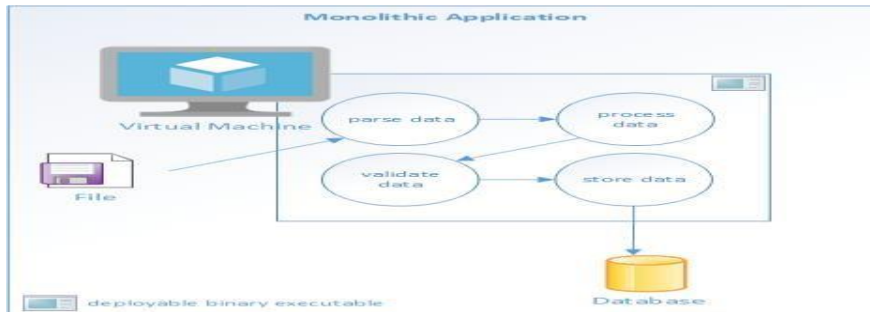 Monolithic Application
Virtual Machine
parse data
process
data
File
validate
data
store data
deployable binary executable
Database